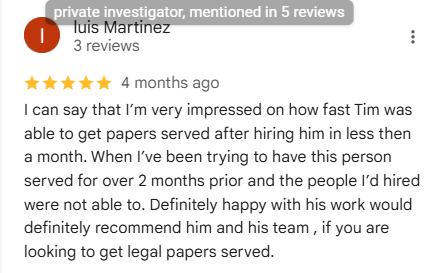 private investigator, mentioned in 5 reviews
luis Martinez
3 reviews
4 months ago
I can say that I’m very impressed on how fast Tim was
able to get papers served after hiring him in less then
a month. When I’ve been trying to have this person
served for over 2 months prior and the people I’d hired
were not able to. Definitely happy with his work would
definitely recommend him and his team , if you are
looking to get legal papers served.